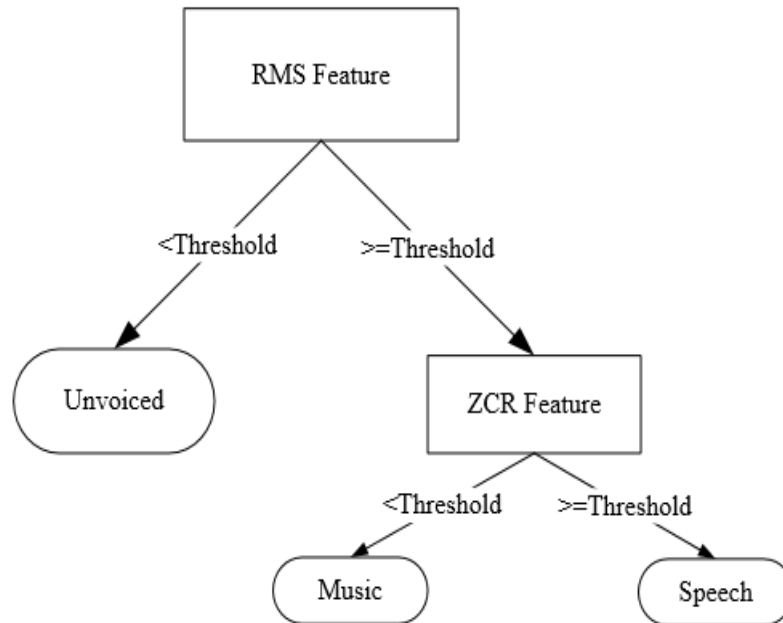 RMS Feature
<Threshold
>=Threshold
Unvoiced
ZCR Feature
<Threshold
>=Threshold
Music
Speech